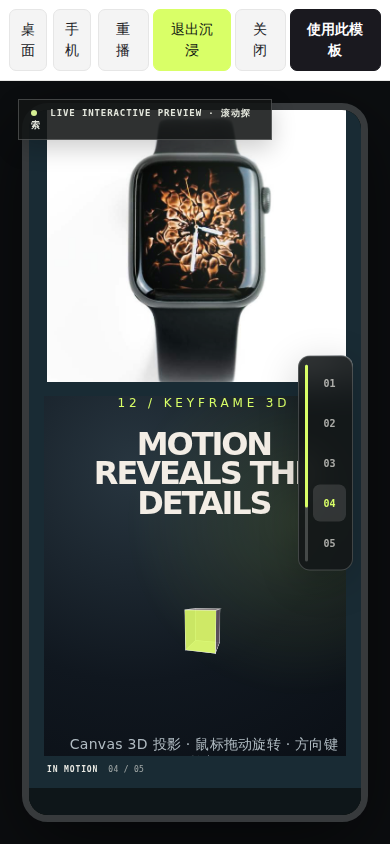 桌
面
手
机
重
播
退出沉
浸
关
闭
使用此模
板
LIVE INTERACTIVE PREVIEW · 滚动探
索
12 / KEYFRAME 3D
MOTION
REVEALS TH
DETAILS
01
02
03
04
05
Canvas 3D 投影 · 鼠标拖动旋转 · 方向键
IN MOTION 04 / 05